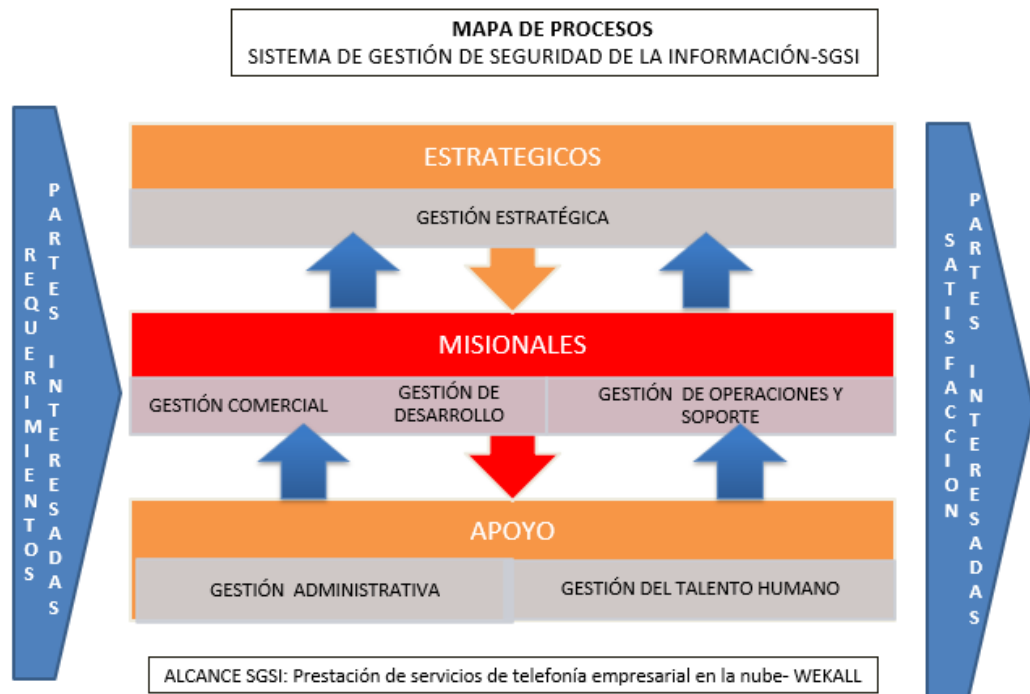 MAPA DE PROCESOS
SISTEMA DE GESTIÓN DE SEGURIDAD DE LA INFORMACIÓN-SGSI
REQUERIMIENTOS
PARTES INTERESADAS
ESTRATEGICOS
GESTIÓN ESTRATÉGICA
MISIONALES
GESTIÓN COMERCIAL
GESTIÓN DE
DESARROLLO
GESTIÓN DE OPERACIONES Y
SOPORTE
APOYO
GESTIÓN ADMINISTRATIVA
GESTIÓN DEL TALENTO HUMANO
SATISFACCION
PARTES INTERESADAS
ALCANCE SGSI: Prestación de servicios de telefonía empresarial en la nube- WEKALL